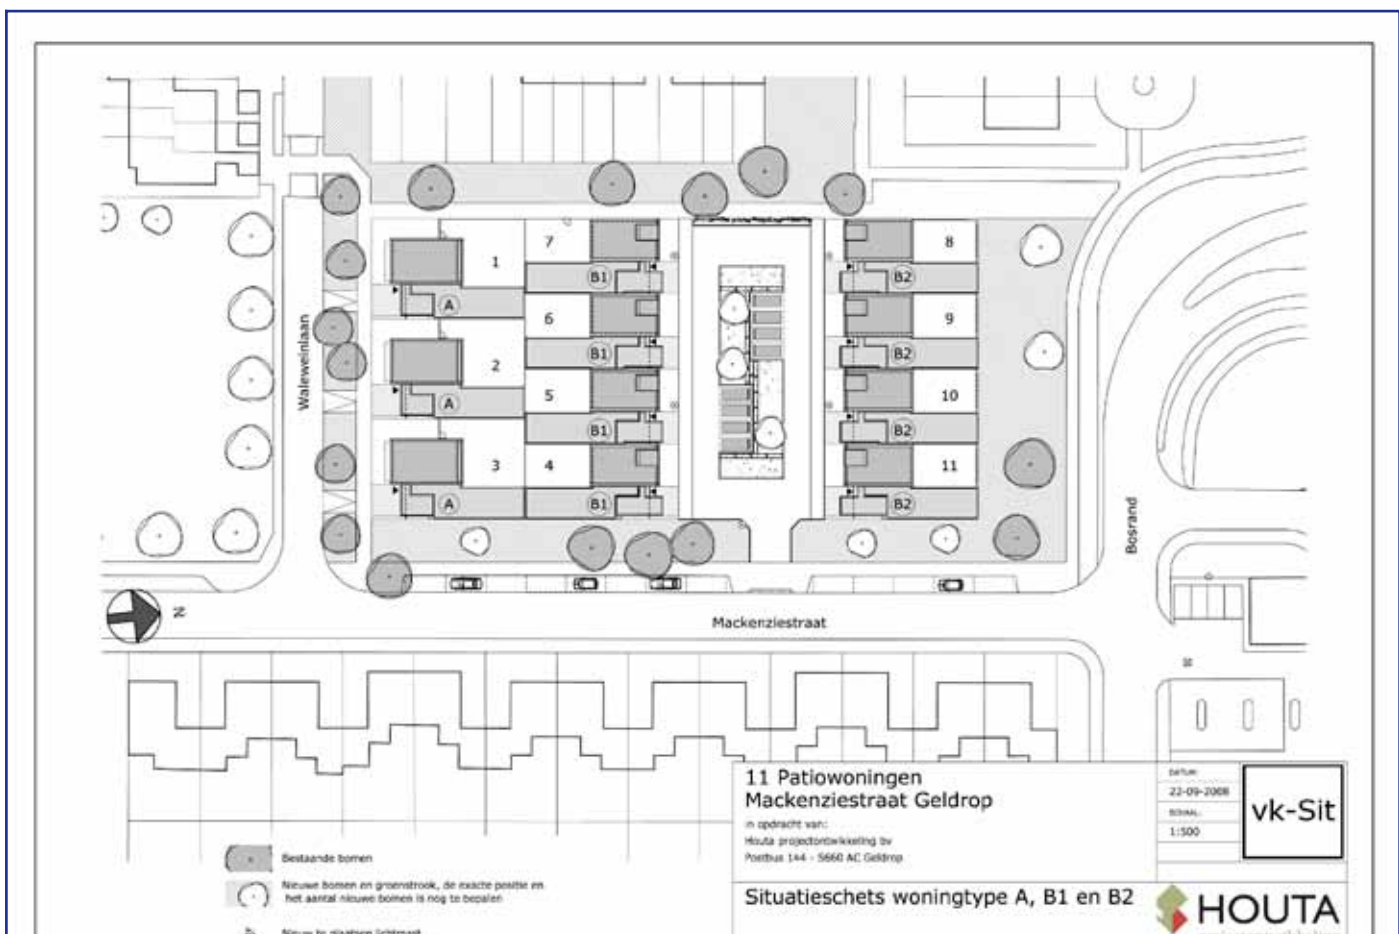 7
8
1
B1
B2
A
6
9
Waleweinlaan
2
B1
B2
A
5
10
B1
B2
3
4
11
A
B1
B2
Bosrand
N
Mackenziestraat
11 Patiowoningen
Mackenziestraat Geldrop
in opdracht van:
Houta projectontwikkeling bv
Postbus 144 - 5660 AC Geldrop
DATUM:
22-09-2008
SCHAAL:
1:500
vk-Sit
Situatieschets woningtype A, B1 en B2
HOUTA
Bestaande bomen
Nieuwe bomen en groenstrook, de exacte positie en
het aantal nieuwe bomen is nog te bepalen